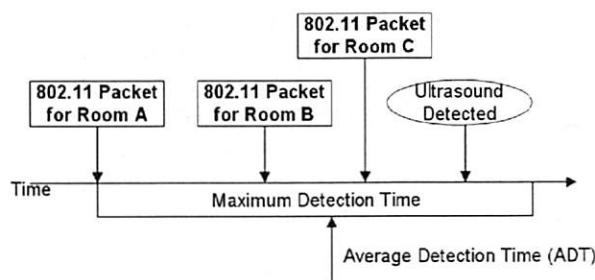 802.11 Packet
for Room C
802.11 Packet
for Room A
802.11 Packet
for Room B
Ultrasound
Detected
Time
Maximum Detection Time
Average Detection Time (ADT)